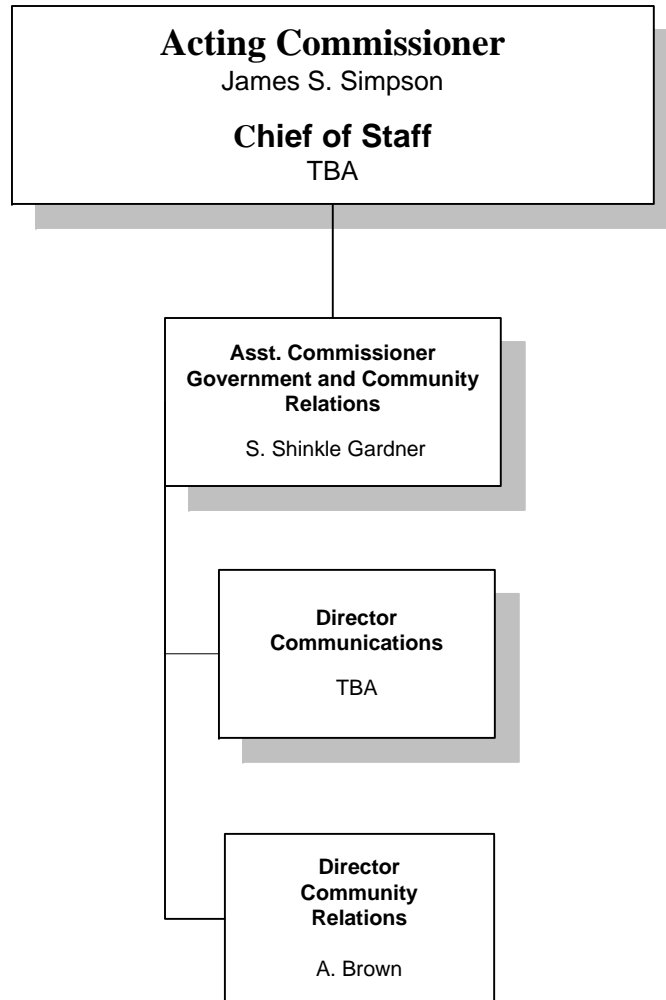 Acting Commissioner
James S. Simpson
Chief of Staff
TBA
Asst. Commissioner
Government and Community
Relations
S. Shinkle Gardner
Director
Communications
TBA
Director
Community
Relations
A. Brown